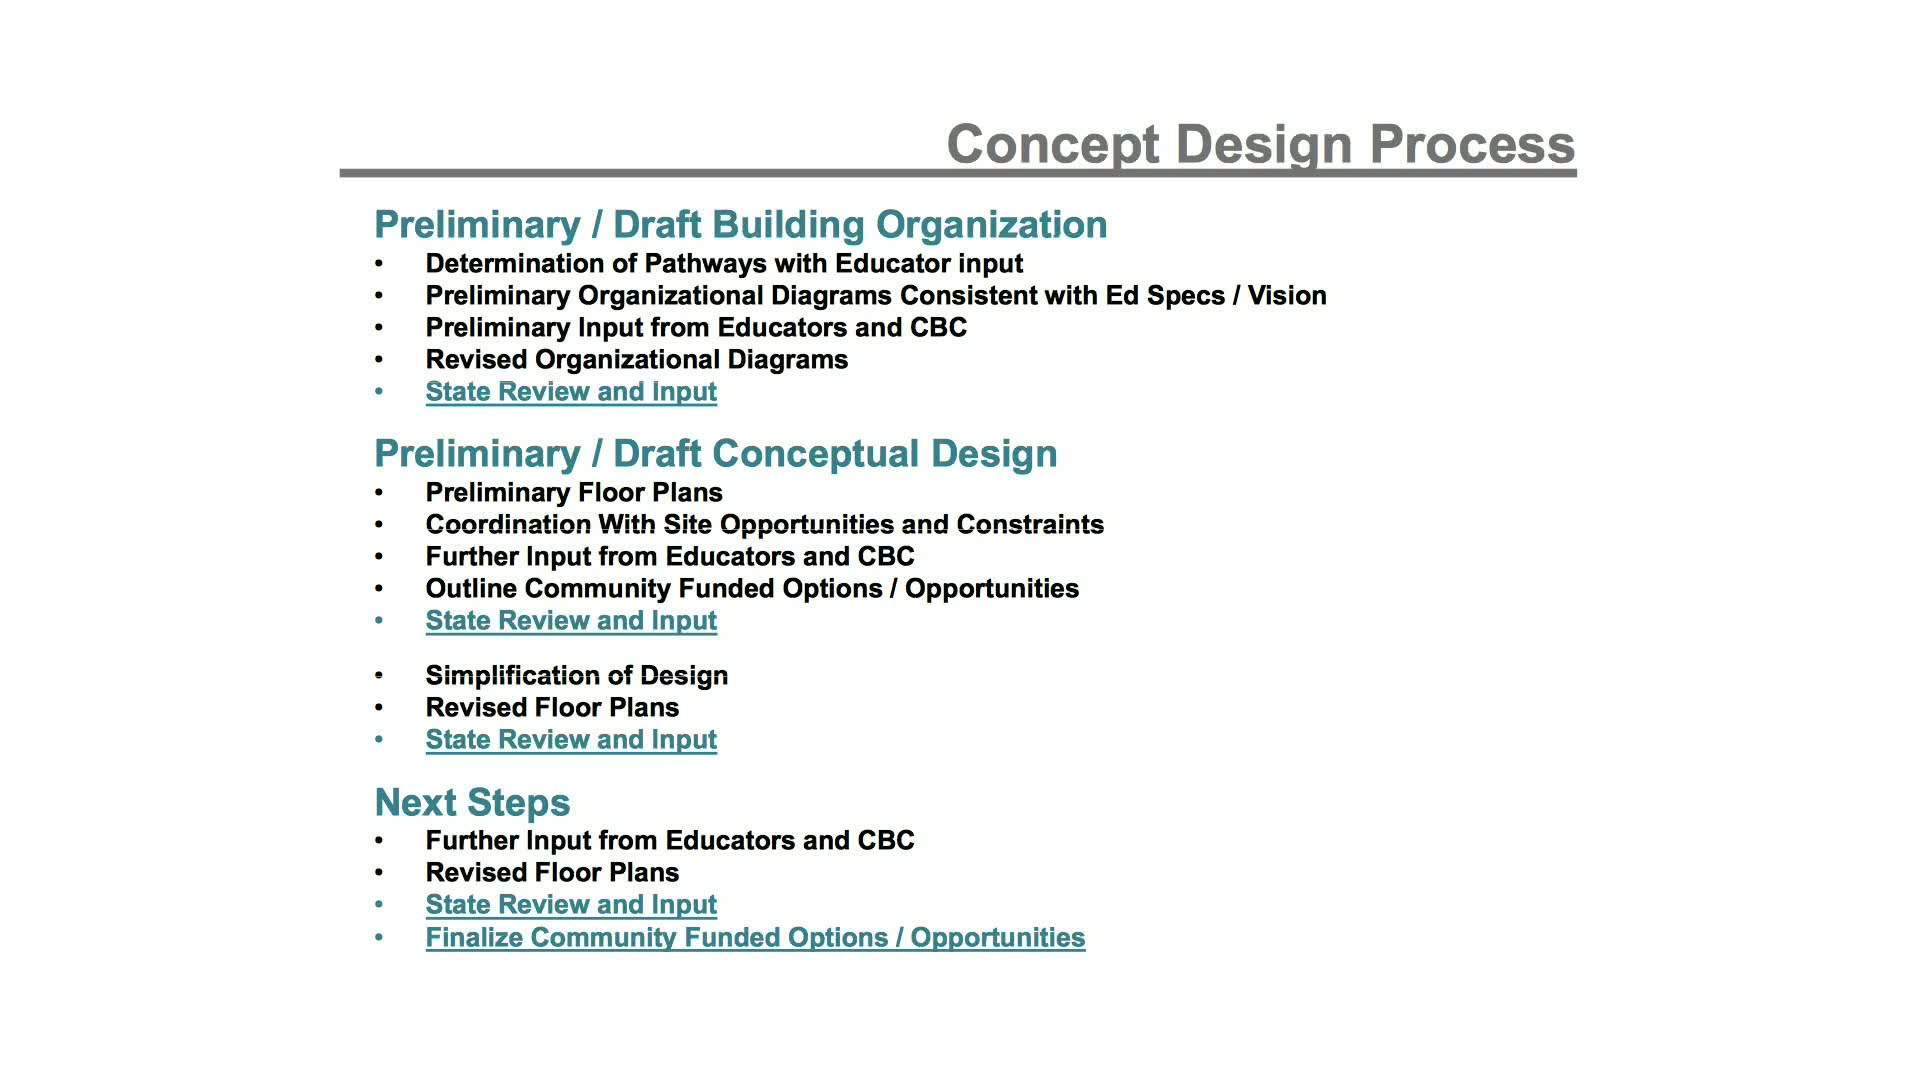 Concept Design Process
Preliminary / Draft Building Organization
• Determination of Pathways with Educator input
• Preliminary Organizational Diagrams Consistent with Ed Specs / Vision
• Preliminary Input from Educators and CBC
• Revised Organizational Diagrams
• State Review and Input
Preliminary / Draft Conceptual Design
• Preliminary Floor Plans
• Coordination With Site Opportunities and Constraints
• Further Input from Educators and CBC
• Outline Community Funded Options / Opportunities
• State Review and Input
• Simplification of Design
• Revised Floor Plans
• State Review and Input
Next Steps
• Further Input from Educators and CBC
• Revised Floor Plans
• State Review and Input
• Finalize Community Funded Options / Opportunities